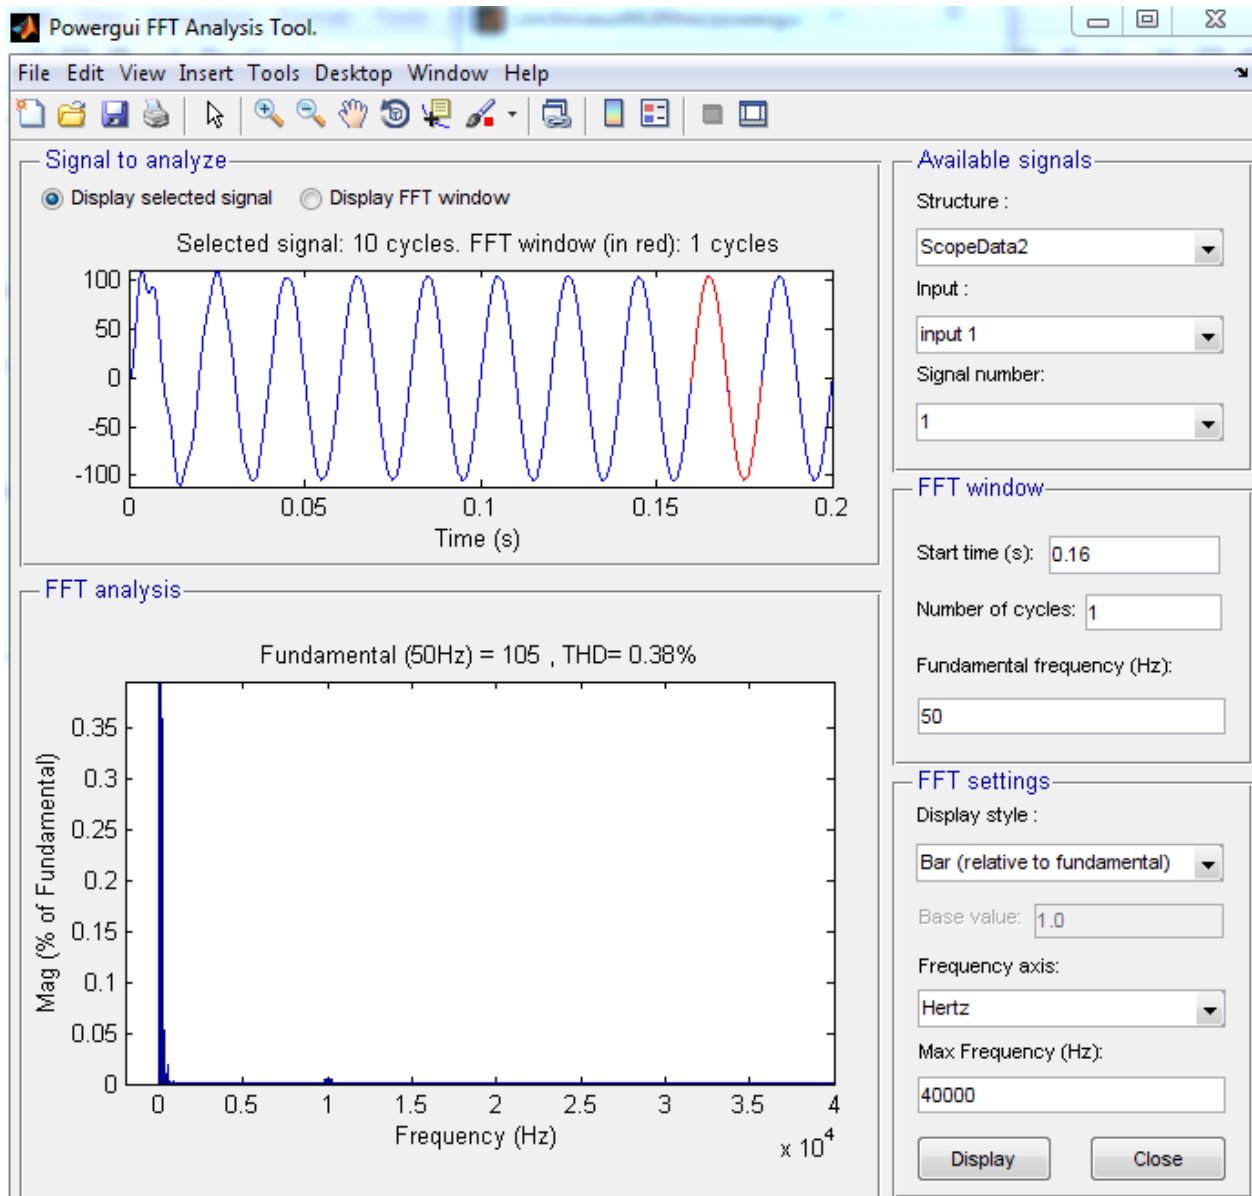 Powergui FFT Analysis Tool.
File Edit View Insert Tools Desktop Window Help
Signal to analyze
Display selected signal Display FFT window
Selected signal: 10 cycles. FFT window (in red): 1 cycles
100
50
0
-50
-100
0 0.05 0.1 0.15 0.2
Time (s)
FFT analysis
Fundamental (50Hz) = 105 , THD= 0.38%
Mag (% of Fundamental)
0.35
0.3
0.25
0.2
0.15
0.1
0.05
0
0 0.5 1 1.5 2 2.5 3 3.5 4
Frequency (Hz)
x 10^4
Available signals
Structure :
ScopeData2
Input :
input 1
Signal number:
1
FFT window
Start time (s): 0.16
Number of cycles: 1
Fundamental frequency (Hz):
50
FFT settings
Display style :
Bar (relative to fundamental)
Base value: 1.0
Frequency axis:
Hertz
Max Frequency (Hz):
40000
Display Close